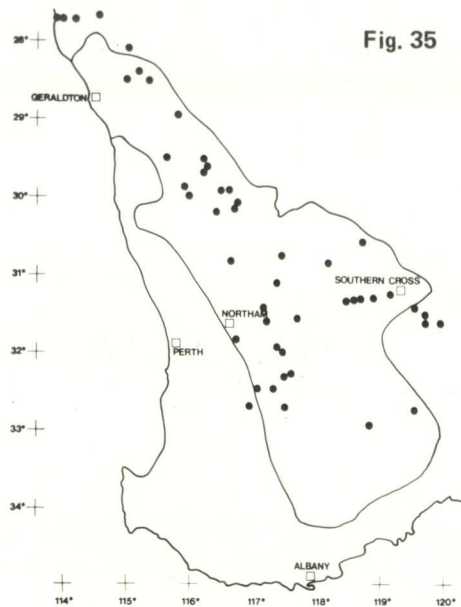 Fig. 35
28°
GERALDTON
29°
30°
31°
SOUTHERN CROSS
NORTHAM
32°
PERTH
33°
34°
ALBANY
114° 115° 116° 117° 118° 119° 120°